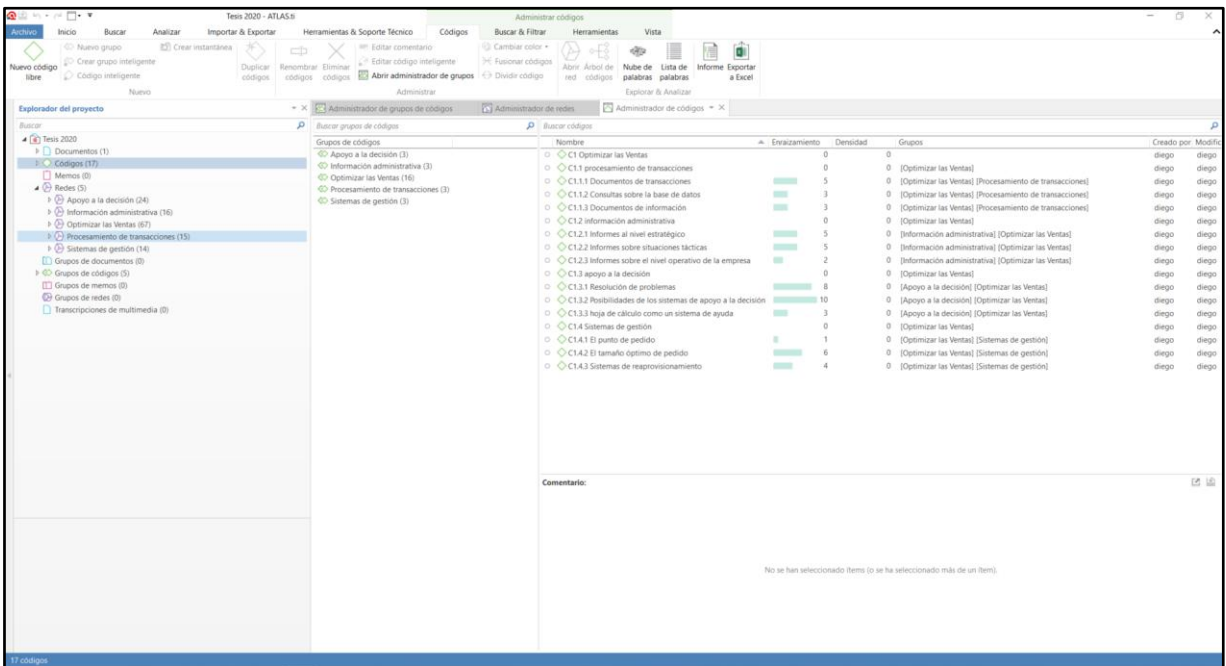 Tesis 2020 - ATLAS.ti
Administrar códigos
Archivo Inicio Buscar Analizar Importar & Exportar Herramientas & Soporte Técnico Códigos Buscar & Filtrar Herramientas Vista
Nuevo código libre
Nuevo grupo
Crear grupo inteligente
Código inteligente
Crear instantánea
Nuevo
Duplicar códigos
Renombrar códigos
Eliminar códigos
Editar comentario
Editar código inteligente
Abrir administrador de grupos
Administrar
Cambiar color
Fusionar códigos
Dividir código
Abrir red
Árbol de códigos
Nube de palabras
Lista de palabras
Informe
Exportar a Excel
Explorar & Analizar
Explorador del proyecto
Buscar
Tesis 2020
Documentos (1)
Códigos (17)
Memos (0)
Redes (5)
Apoyo a la decisión (24)
Información administrativa (16)
Optimizar las Ventas (67)
Procesamiento de transacciones (15)
Sistemas de gestión (14)
Grupos de documentos (0)
Grupos de códigos (5)
Grupos de memos (0)
Grupos de redes (0)
Transcripciones de multimedia (0)
Administrador de grupos de códigos
Administrador de redes
Administrador de códigos
Buscar grupos de códigos
Grupos de códigos
Apoyo a la decisión (3)
Información administrativa (3)
Optimizar las Ventas (16)
Procesamiento de transacciones (3)
Sistemas de gestión (3)
Buscar códigos
Nombre Enraizamiento Densidad Grupos Creado por Modific
C1 Optimizar las Ventas 0 0 diego diego
C1.1 procesamiento de transacciones 0 0 [Optimizar las Ventas] diego diego
C1.1.1 Documentos de transacciones 5 0 [Optimizar las Ventas] [Procesamiento de transacciones] diego diego
C1.1.2 Consultas sobre la base de datos 3 0 [Optimizar las Ventas] [Procesamiento de transacciones] diego diego
C1.1.3 Documentos de información 3 0 [Optimizar las Ventas] [Procesamiento de transacciones] diego diego
C1.2 información administrativa 0 0 [Optimizar las Ventas] diego diego
C1.2.1 Informes al nivel estratégico 5 0 [Información administrativa] [Optimizar las Ventas] diego diego
C1.2.2 Informes sobre situaciones tácticas 5 0 [Información administrativa] [Optimizar las Ventas] diego diego
C1.2.3 Informes sobre el nivel operativo de la empresa 2 0 [Información administrativa] [Optimizar las Ventas] diego diego
C1.3 apoyo a la decisión 0 0 [Optimizar las Ventas] diego diego
C1.3.1 Resolución de problemas 8 0 [Apoyo a la decisión] [Optimizar las Ventas] diego diego
C1.3.2 Posibilidades de los sistemas de apoyo a la decisión 10 0 [Apoyo a la decisión] [Optimizar las Ventas] diego diego
C1.3.3 hoja de cálculo como un sistema de ayuda 3 0 [Apoyo a la decisión] [Optimizar las Ventas] diego diego
C1.4 Sistemas de gestión 0 0 [Optimizar las Ventas] diego diego
C1.4.1 El punto de pedido 1 0 [Optimizar las Ventas] [Sistemas de gestión] diego diego
C1.4.2 El tamaño óptimo de pedido 6 0 [Optimizar las Ventas] [Sistemas de gestión] diego diego
C1.4.3 Sistemas de reaprovisionamiento 4 0 [Optimizar las Ventas] [Sistemas de gestión] diego diego
Comentario:
No se han seleccionado ítems (o se ha seleccionado más de un ítem).
17 códigos